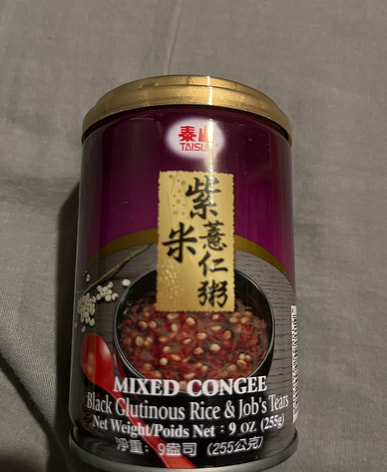 泰山
TAISUN
紫米
薏仁粥
MIXED CONGEE
Black Glutinous Rice & Job's Tears
Net Weight/Poids Net : 9 OZ. (255g)
淨重: 9盎司 (255公克)